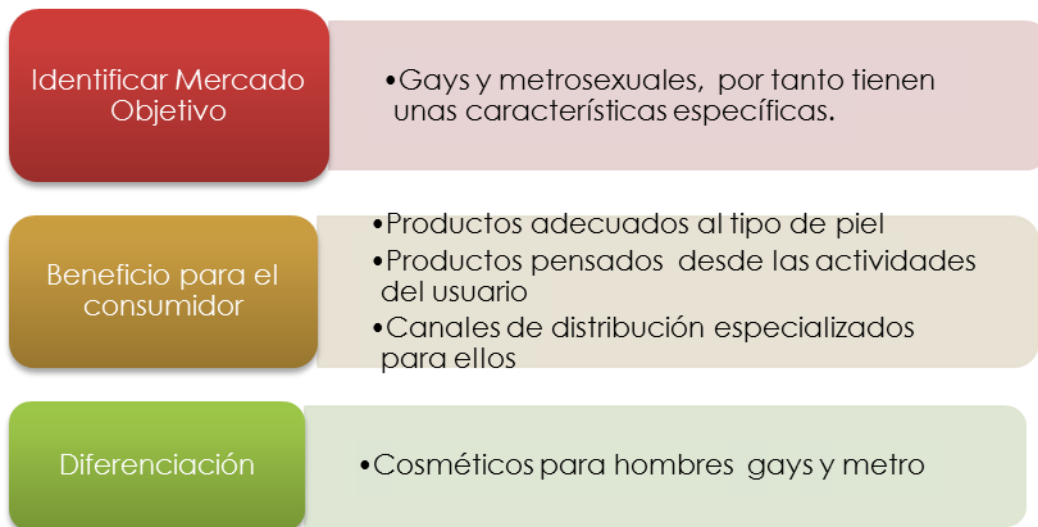 Identificar Mercado
Objetivo
•Gays y metrosexuales, por tanto tienen
unas características específicas.
Beneficio para el
consumidor
•Productos adecuados al tipo de piel
•Productos pensados desde las actividades
del usuario
•Canales de distribución especializados
para ellos
Diferenciación
•Cosméticos para hombres gays y metro